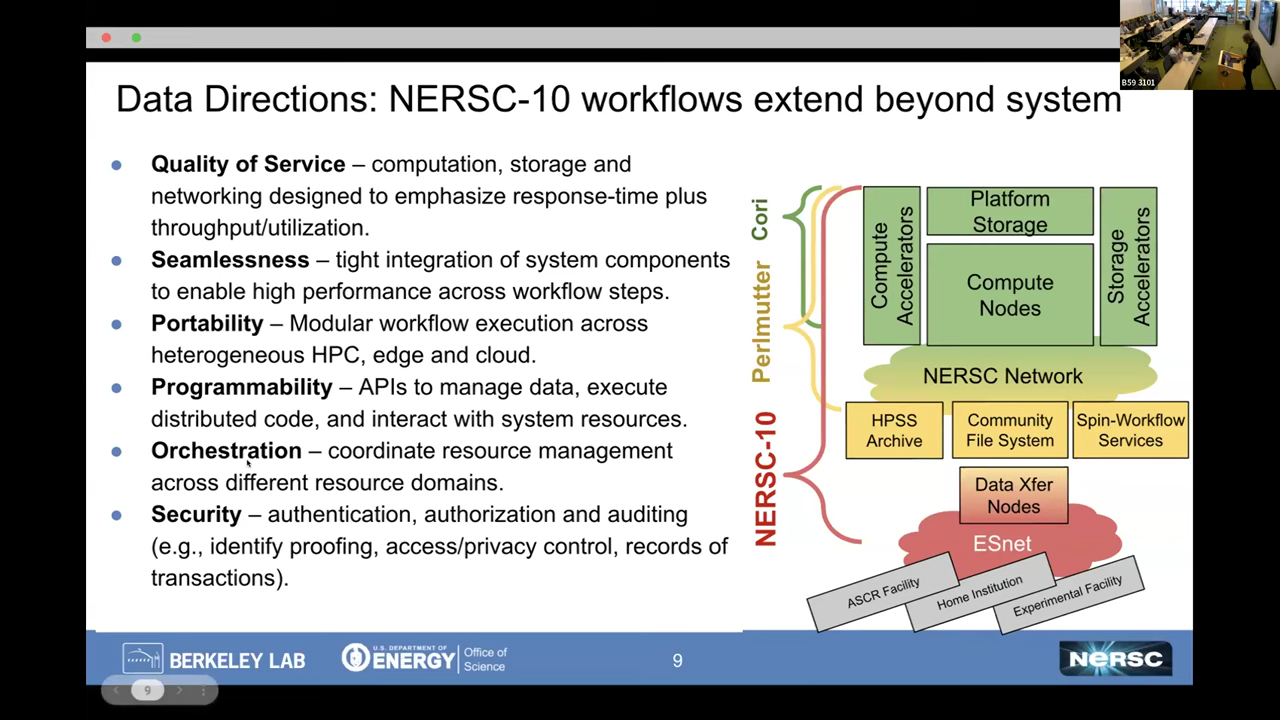 Data Directions: NERSC-10 workflows extend beyond system
B59 3101
● Quality of Service – computation, storage and
networking designed to emphasize response-time plus
throughput/utilization.
● Seamlessness – tight integration of system components
to enable high performance across workflow steps.
● Portability – Modular workflow execution across
heterogeneous HPC, edge and cloud.
● Programmability – APIs to manage data, execute
distributed code, and interact with system resources.
● Orchestration – coordinate resource management
across different resource domains.
● Security – authentication, authorization and auditing
(e.g., identify proofing, access/privacy control, records of
transactions).
Cori
Perlmutter
NERSC-10
Compute
Accelerators
Platform
Storage
Compute
Nodes
Storage
Accelerators
NERSC Network
HPSS
Archive
Community
File System
Spin-Workflow
Services
Data Xfer
Nodes
ESnet
ASCR Facility
Home Institution
Experimental Facility
BERKELEY LAB
U.S. DEPARTMENT OF
ENERGY
Office of
Science
9
NERSC
9